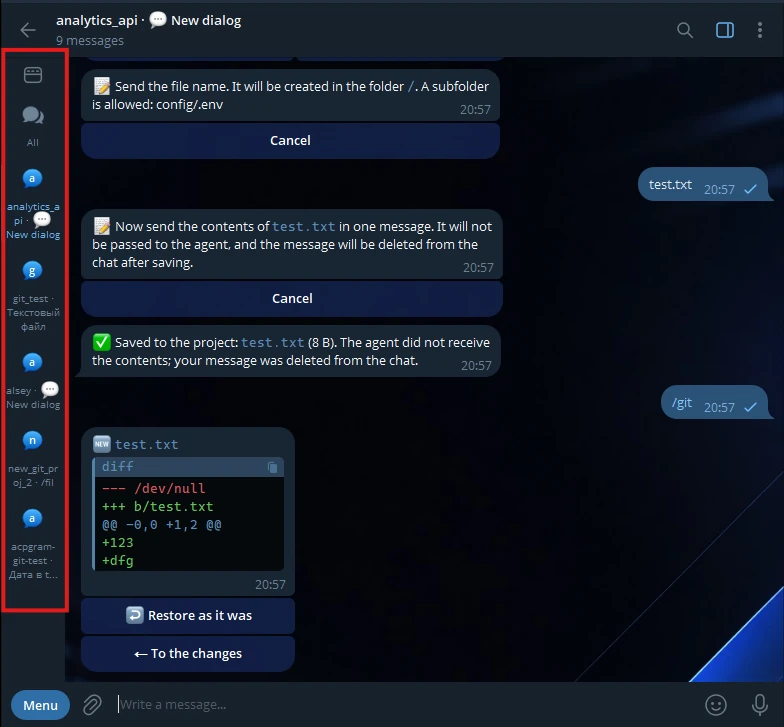 analytics_api · 💬 New dialog
9 messages
All
a
analytics_a
pi · 💬
New dialog
g
git_test ·
Текстовый
файл
a
alsey · 💬
New dialog
n
new_git_pr
oj_2 · /fil
a
acpgram-
git-test ·
Дата в t...
📝 Send the file name. It will be created in the folder /. A subfolder
is allowed: config/.env
20:57
Cancel
test.txt 20:57
📝 Now send the contents of test.txt in one message. It will not
be passed to the agent, and the message will be deleted from the
chat after saving.
20:57
Cancel
✅ Saved to the project: test.txt (8 B). The agent did not receive
the contents; your message was deleted from the chat.
20:57
/git 20:57
🆕 test.txt
diff
--- /dev/null
+++ b/test.txt
@@ -0,0 +1,2 @@
+123
+dfg
20:57
↩️ Restore as it was
← To the changes
Menu
Write a message...